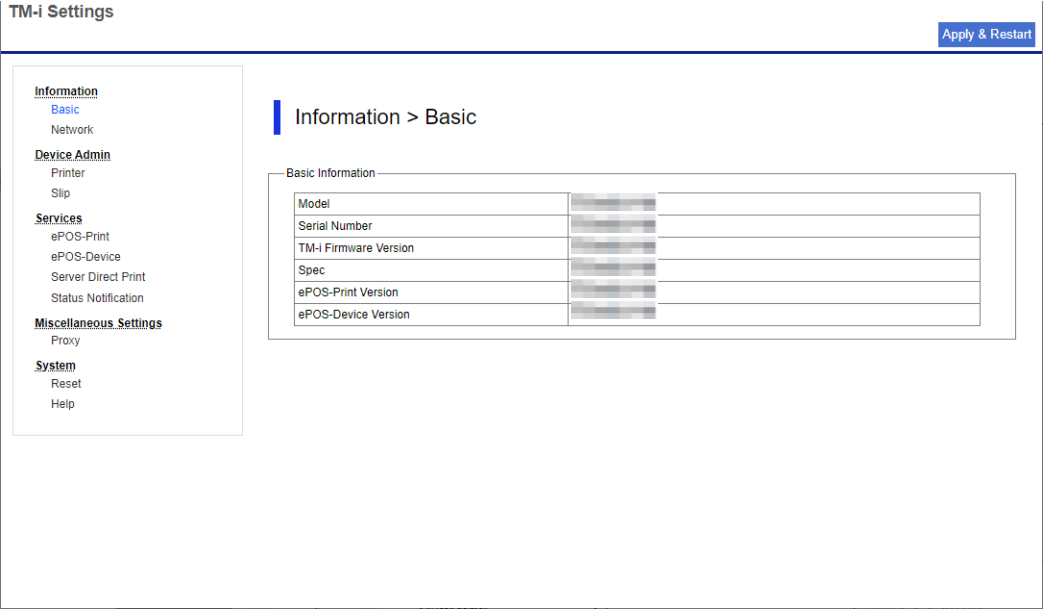 TM-i Settings
Apply & Restart
Information
Basic
Network
Device Admin
Printer
Slip
Services
ePOS-Print
ePOS-Device
Server Direct Print
Status Notification
Miscellaneous Settings
Proxy
System
Reset
Help
Information > Basic
Basic Information
Model
Serial Number
TM-i Firmware Version
Spec
ePOS-Print Version
ePOS-Device Version